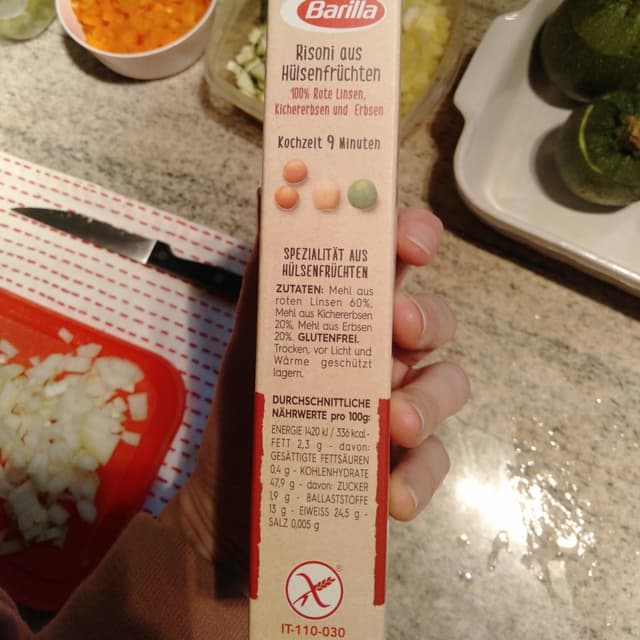 Barilla
Risoni aus
Hülsenfrüchten
100% Rote Linsen,
Kichererbsen und Erbsen
Kochzeit 9 Minuten
SPEZIALITÄT AUS
HÜLSENFRÜCHTEN
ZUTATEN: Mehl aus
roten Linsen 60%,
Mehl aus Kichererbsen
20%, Mehl aus Erbsen
20%. GLUTENFREI.
Trocken, vor Licht und
Wärme geschützt
lagern.
DURCHSCHNITTLICHE
NÄHRWERTE pro 100g:
ENERGIE 1420 kJ / 336 kcal -
FETT 2,3 g - davon:
GESÄTTIGTE FETTSÄUREN
0,4 g - KOHLENHYDRATE
47,9 g - davon: ZUCKER
1,9 g - BALLASTSTOFFE
13 g - EIWEISS 24,5 g -
SALZ 0,005 g
IT-110-030